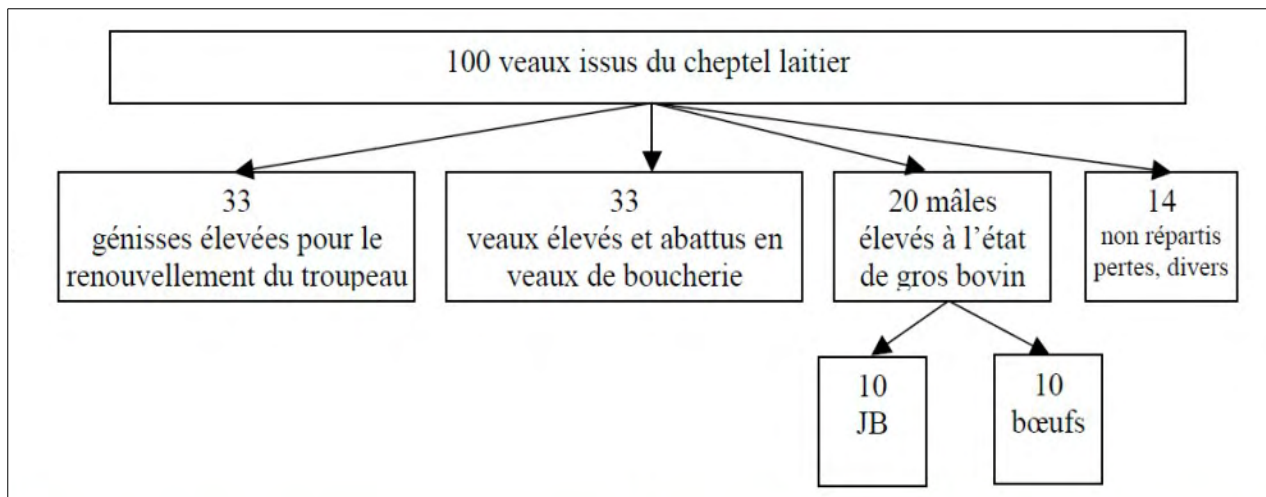 100 veaux issus du cheptel laitier
33
génisses élevées pour le
renouvellement du troupeau
33
veaux élevés et abattus en
veaux de boucherie
20 mâles
élevés à l’état
de gros bovin
14
non répartis
pertes, divers
10
JB
10
bœufs